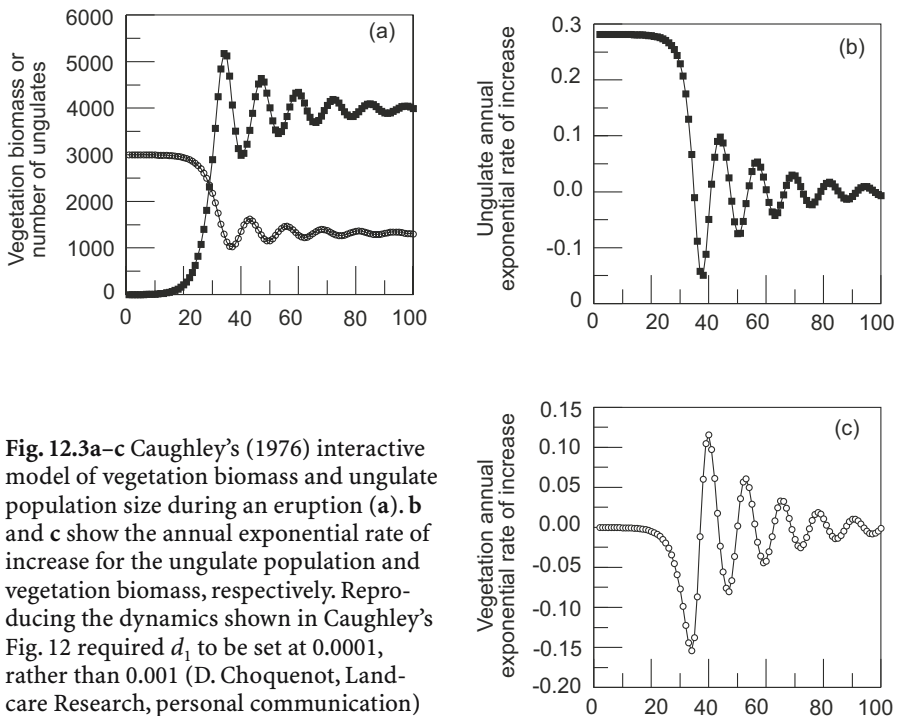 6000
5000
4000
3000
2000
1000
0
0 20 40 60 80 100
Vegetation biomass or
number of ungulates
(a)
0.3
0.1
0.0
-0.1
0
0 20 40 60 80 100
Ungulate annual
exponential rate of increase
(b)
Fig. 12.3a–c Caughley's (1976) interactive
model of vegetation biomass and ungulate
population size during an eruption (a). b
and c show the annual exponential rate of
increase for the ungulate population and
vegetation biomass, respectively. Repro-
ducing the dynamics shown in Caughley's
Fig. 12 required d₁ to be set at 0.0001,
rather than 0.001 (D. Choquenot, Land-
care Research, personal communication)
0.15
0.10
0.05
0.00
-0.05
-0.10
-0.15
-0.20
0 20 40 60 80 100
Vegetation annual
exponential rate of increase
(c)